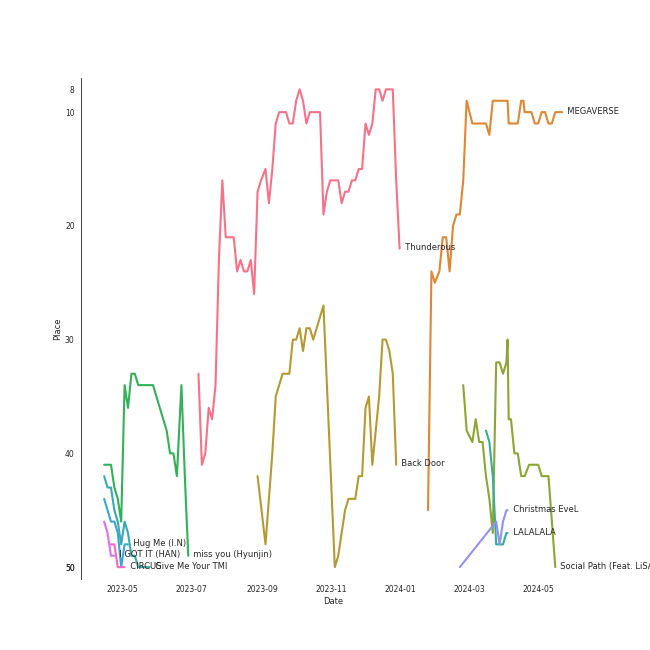 8
10
MEGAVERSE
20
Thunderous
30
Place
40
Back Door
Christmas EveL
LALALALA
Hug Me (I.N)
I GOT IT (HAN)
miss you (Hyunjin)
50
CIRCUS
Give Me Your TMI
Social Path (Feat. LiSA
2023-05
2023-07
2023-09
2023-11
2024-01
2024-03
2024-05
Date